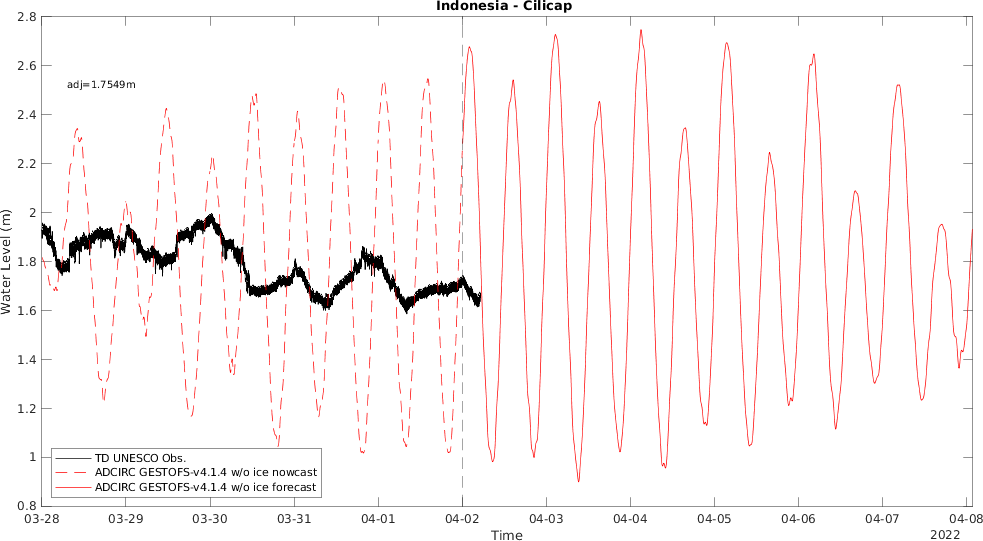 Indonesia - Cilicap
2.8
2.6
2.4
2.2
2
1.8
1.6
1.4
1.2
1
0.8
Water Level (m)
adj=1.7549m
TD UNESCO Obs.
ADCIRC GESTOFS-v4.1.4 w/o ice nowcast
ADCIRC GESTOFS-v4.1.4 w/o ice forecast
03-28 03-29 03-30 03-31 04-01 04-02 04-03 04-04 04-05 04-06 04-07 04-08
Time
2022